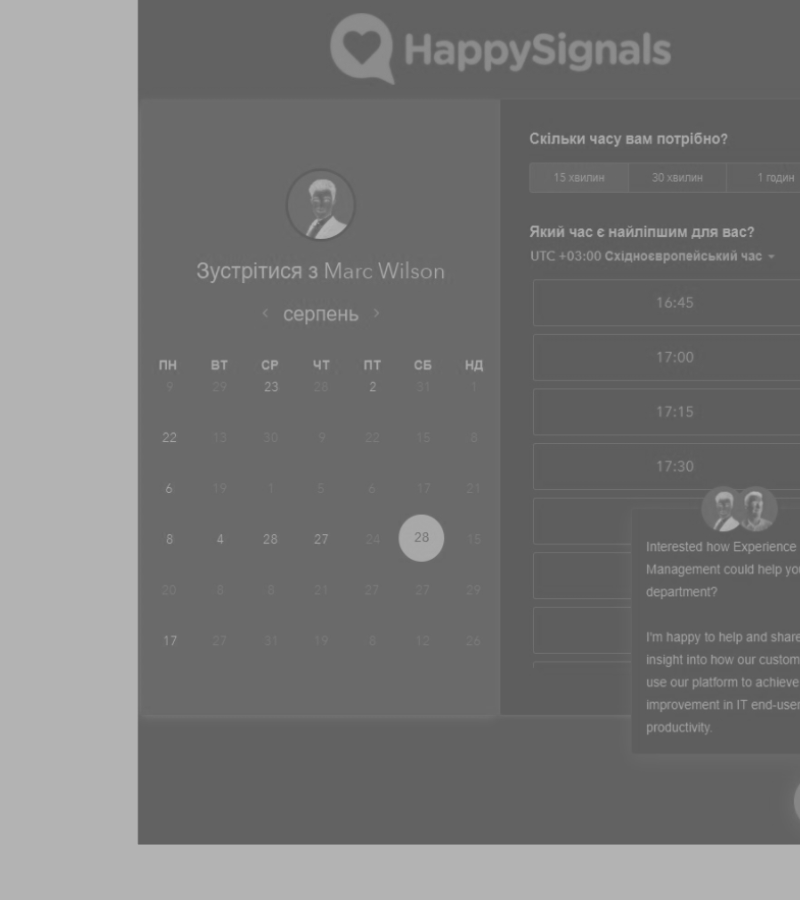 HappySignals
Зустрітися з Marc Wilson
серпень
ПН ВТ СР ЧТ ПТ СБ НД
9 29 23 28 2 31 1
22 13 30 9 22 15 8
6 19 1 5 6 17 21
8 4 28 27 24 28 15
20 8 8 21 27 27 29
17 27 31 19 8 12 26
Скільки часу вам потрібно?
15 хвилин 30 хвилин 1 годин
Який час є найліпшим для вас?
UTC +03:00 Східноєвропейський час
16:45
17:00
17:15
17:30
Interested how Experience
Management could help you
department?
I'm happy to help and share
insight into how our custom
use our platform to achieve
improvement in IT end-user
productivity.